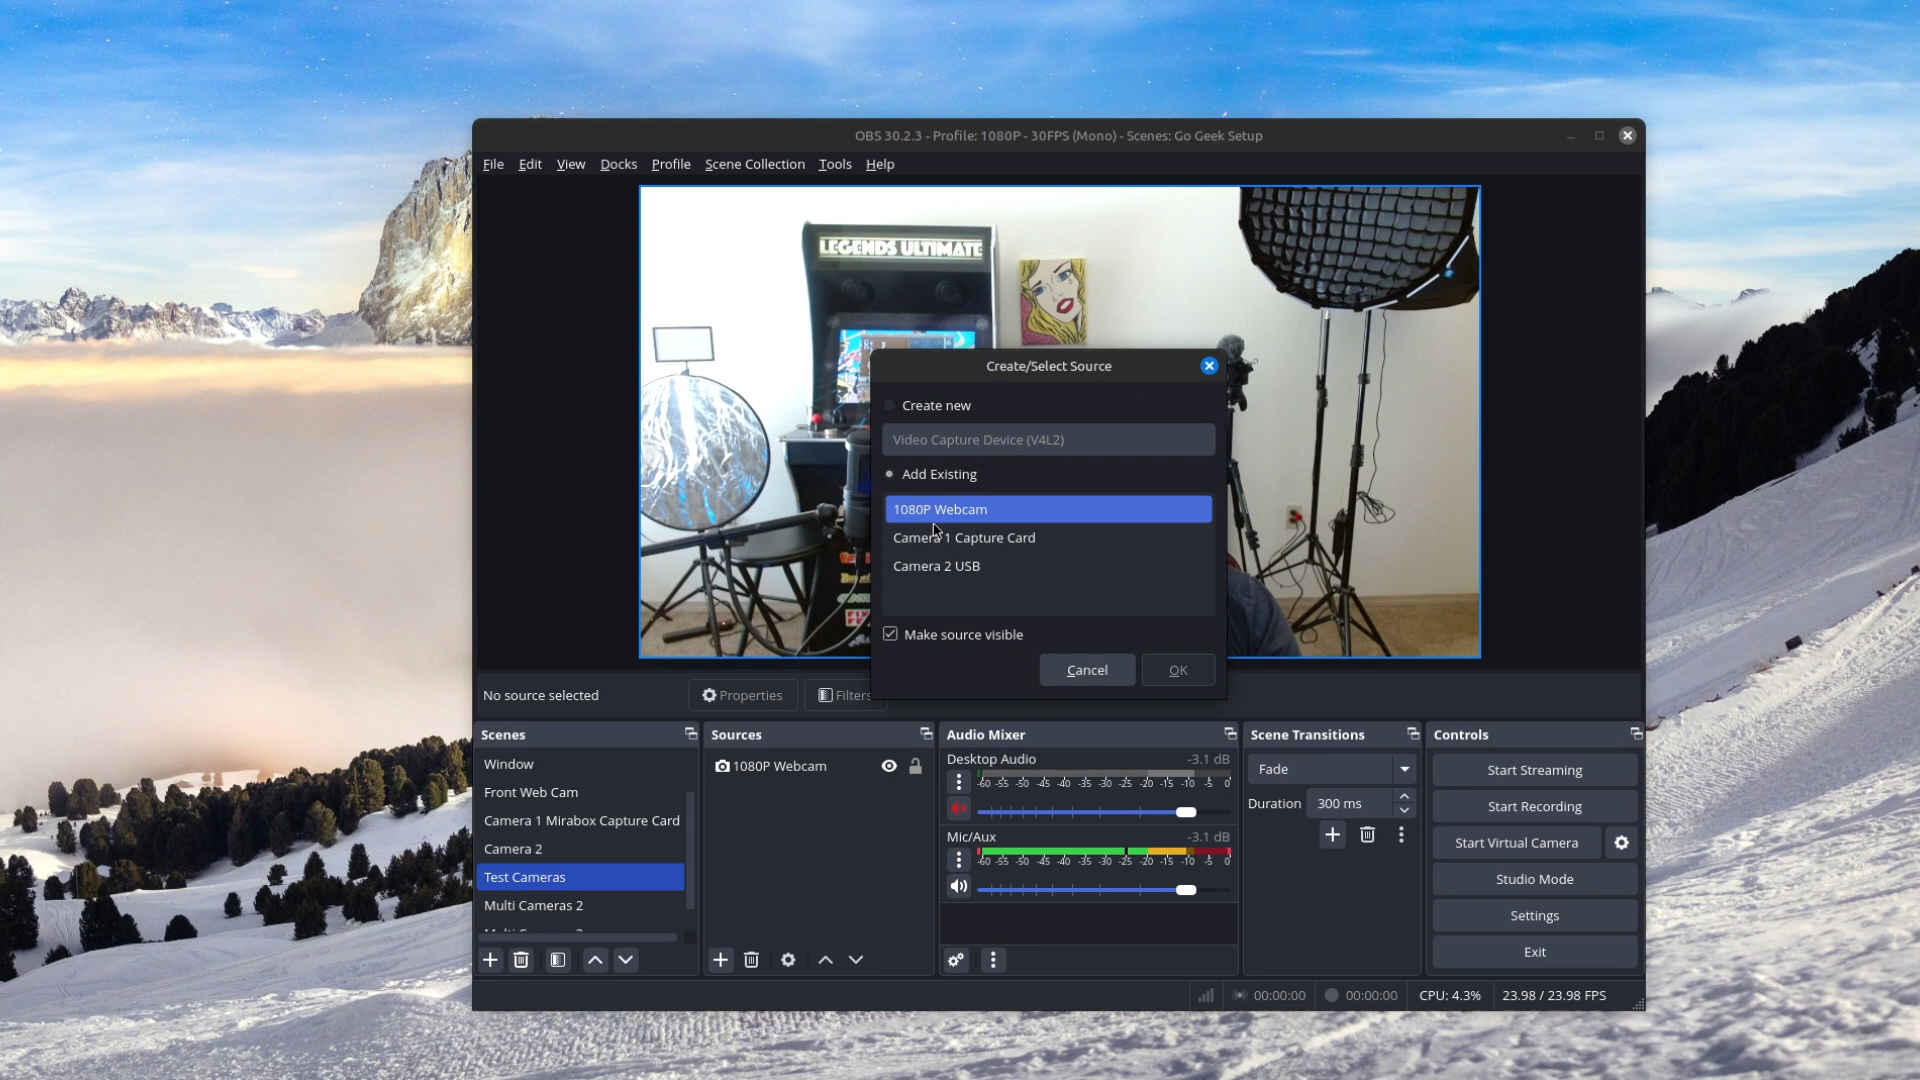 OBS 30.2.3 - Profile: 1080P - 30FPS (Mono) - Scenes: Go Geek Setup
File Edit View Docks Profile Scene Collection Tools Help
LEGENDS ULTIMATE
Create/Select Source
Create new
Video Capture Device (V4L2)
Add Existing
1080P Webcam
Camera 1 Capture Card
Camera 2 USB
Make source visible
Cancel OK
No source selected Properties Filters
Scenes
Window
Front Web Cam
Camera 1 Mirabox Capture Card
Camera 2
Test Cameras
Multi Cameras 2
Sources
1080P Webcam
Audio Mixer
Desktop Audio -3.1 dB
-60 -55 -50 -45 -40 -35 -30 -25 -20 -15 -10 -5 0
Mic/Aux -3.1 dB
-60 -55 -50 -45 -40 -35 -30 -25 -20 -15 -10 -5 0
Scene Transitions
Fade
Duration 300 ms
Controls
Start Streaming
Start Recording
Start Virtual Camera
Studio Mode
Settings
Exit
00:00:00 00:00:00 CPU: 4.3% 23.98 / 23.98 FPS